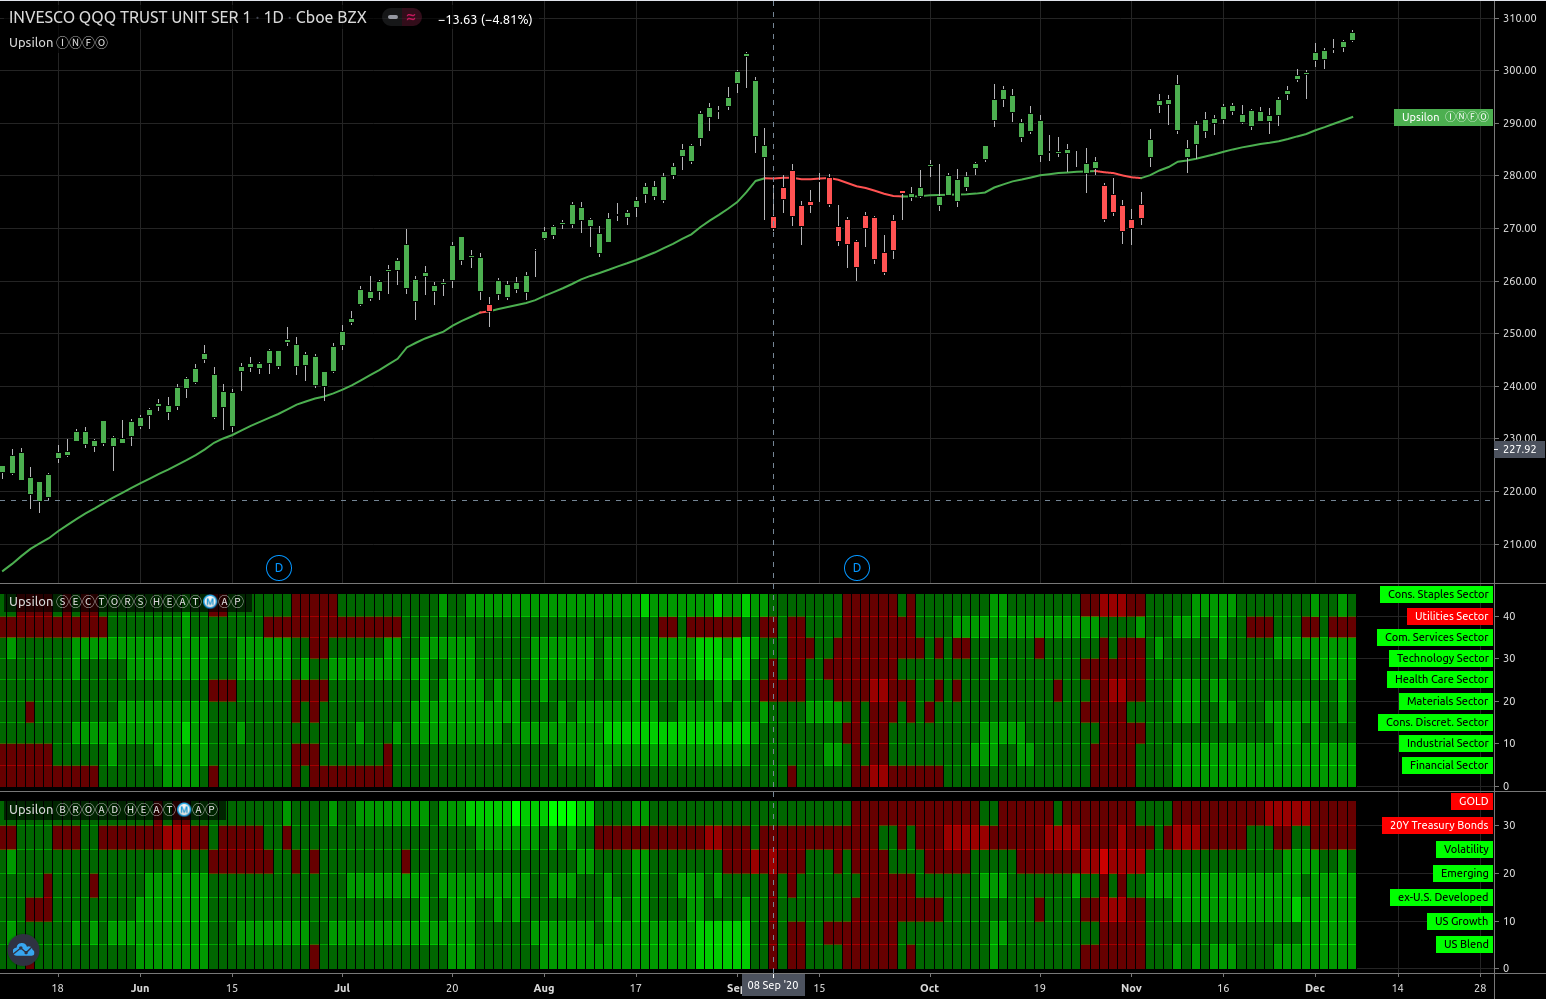 INVESCO QQQ TRUST UNIT SER 1 · 1D · Cboe BZX −13.63 (−4.81%)
Upsilon ⒾⓃⒻⓄ
310.00
300.00
290.00
280.00
270.00
260.00
250.00
240.00
230.00
227.92
220.00
210.00
Upsilon ⒾⓃⒻⓄ
D
D
Upsilon ⓈⒺⒸⓉⓄⓇⓈ ⒽⒺⒶⓉⓂⒶⓅ
Cons. Staples Sector
Utilities Sector
Com. Services Sector
Technology Sector
Health Care Sector
Materials Sector
Cons. Discret. Sector
Industrial Sector
Financial Sector
40
30
20
10
0
Upsilon ⒷⓇⓄⒶⒹ ⒽⒺⒶⓉⓂⒶⓅ
GOLD
20Y Treasury Bonds
Volatility
Emerging
ex-U.S. Developed
US Growth
US Blend
30
20
10
0
18 Jun 15 Jul 20 Aug 17 Sep 08 Sep '20 15 Oct 19 Nov 16 Dec 14 28